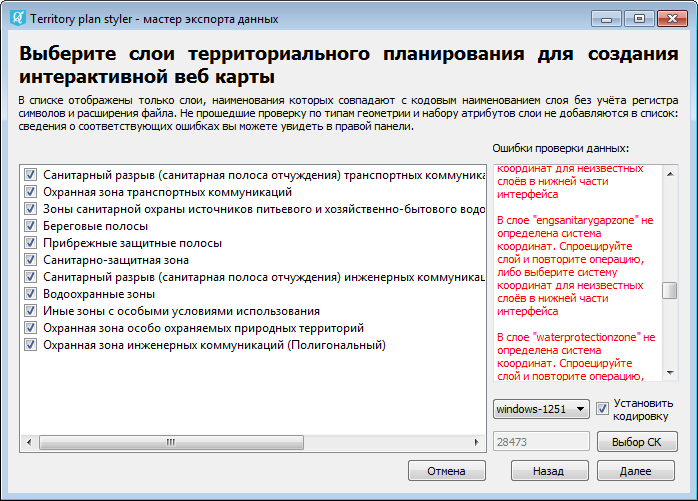 Territory plan styler - мастер экспорта данных
Выберите слои территориального планирования для создания
интерактивной веб карты
В списке отображены только слои, наименования которых совпадают с кодовым наименованием слоя без учёта регистра
символов и расширения файла. Не прошедшие проверку по типам геометрии и набору атрибутов слои не добавляются в список:
сведения о соответствующих ошибках вы можете увидеть в правой панели.
Ошибки проверки данных:
Санитарный разрыв (санитарная полоса отчуждения) транспортных коммуника
Охранная зона транспортных коммуникаций
Зоны санитарной охраны источников питьевого и хозяйственно-бытового водо
Береговые полосы
Прибрежные защитные полосы
Санитарно-защитная зона
Санитарный разрыв (санитарная полоса отчуждения) инженерных коммуникац
Водоохранные зоны
Иные зоны с особыми условиями использования
Охранная зона особо охраняемых природных территорий
Охранная зона инженерных коммуникаций (Полигональный)
координат для неизвестных
слоёв в нижней части
интерфейса
В слое "engsanitarygapzone" не
определена система
координат. Спроецируйте
слой и повторите операцию,
либо выберите систему
координат для неизвестных
слоёв в нижней части
интерфейса
В слое "waterprotectionzone" не
определена система
координат. Спроецируйте
слой и повторите операцию,
windows-1251
Установить
кодировку
28473
Выбор СК
Отмена
Назад
Далее